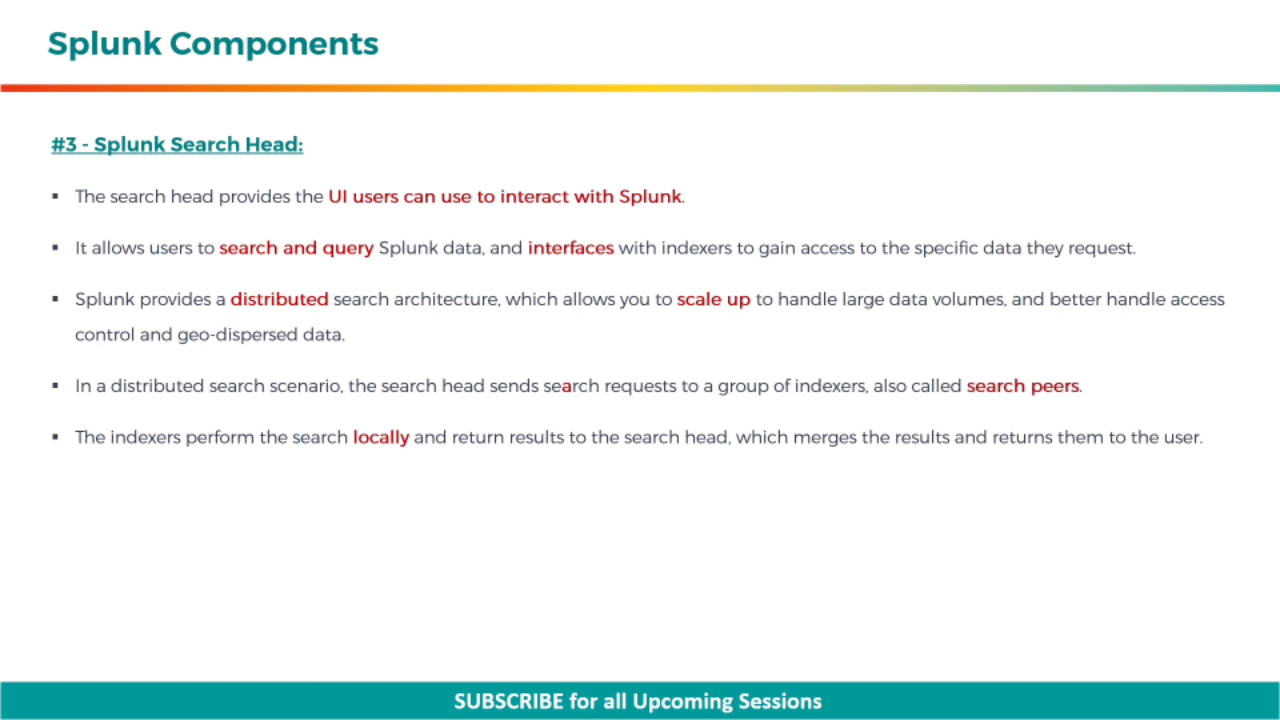 Splunk Components
#3 - Splunk Search Head:
▪ The search head provides the UI users can use to interact with Splunk.
▪ It allows users to search and query Splunk data, and interfaces with indexers to gain access to the specific data they request.
▪ Splunk provides a distributed search architecture, which allows you to scale up to handle large data volumes, and better handle access
control and geo-dispersed data.
▪ In a distributed search scenario, the search head sends search requests to a group of indexers, also called search peers.
▪ The indexers perform the search locally and return results to the search head, which merges the results and returns them to the user.
SUBSCRIBE for all Upcoming Sessions